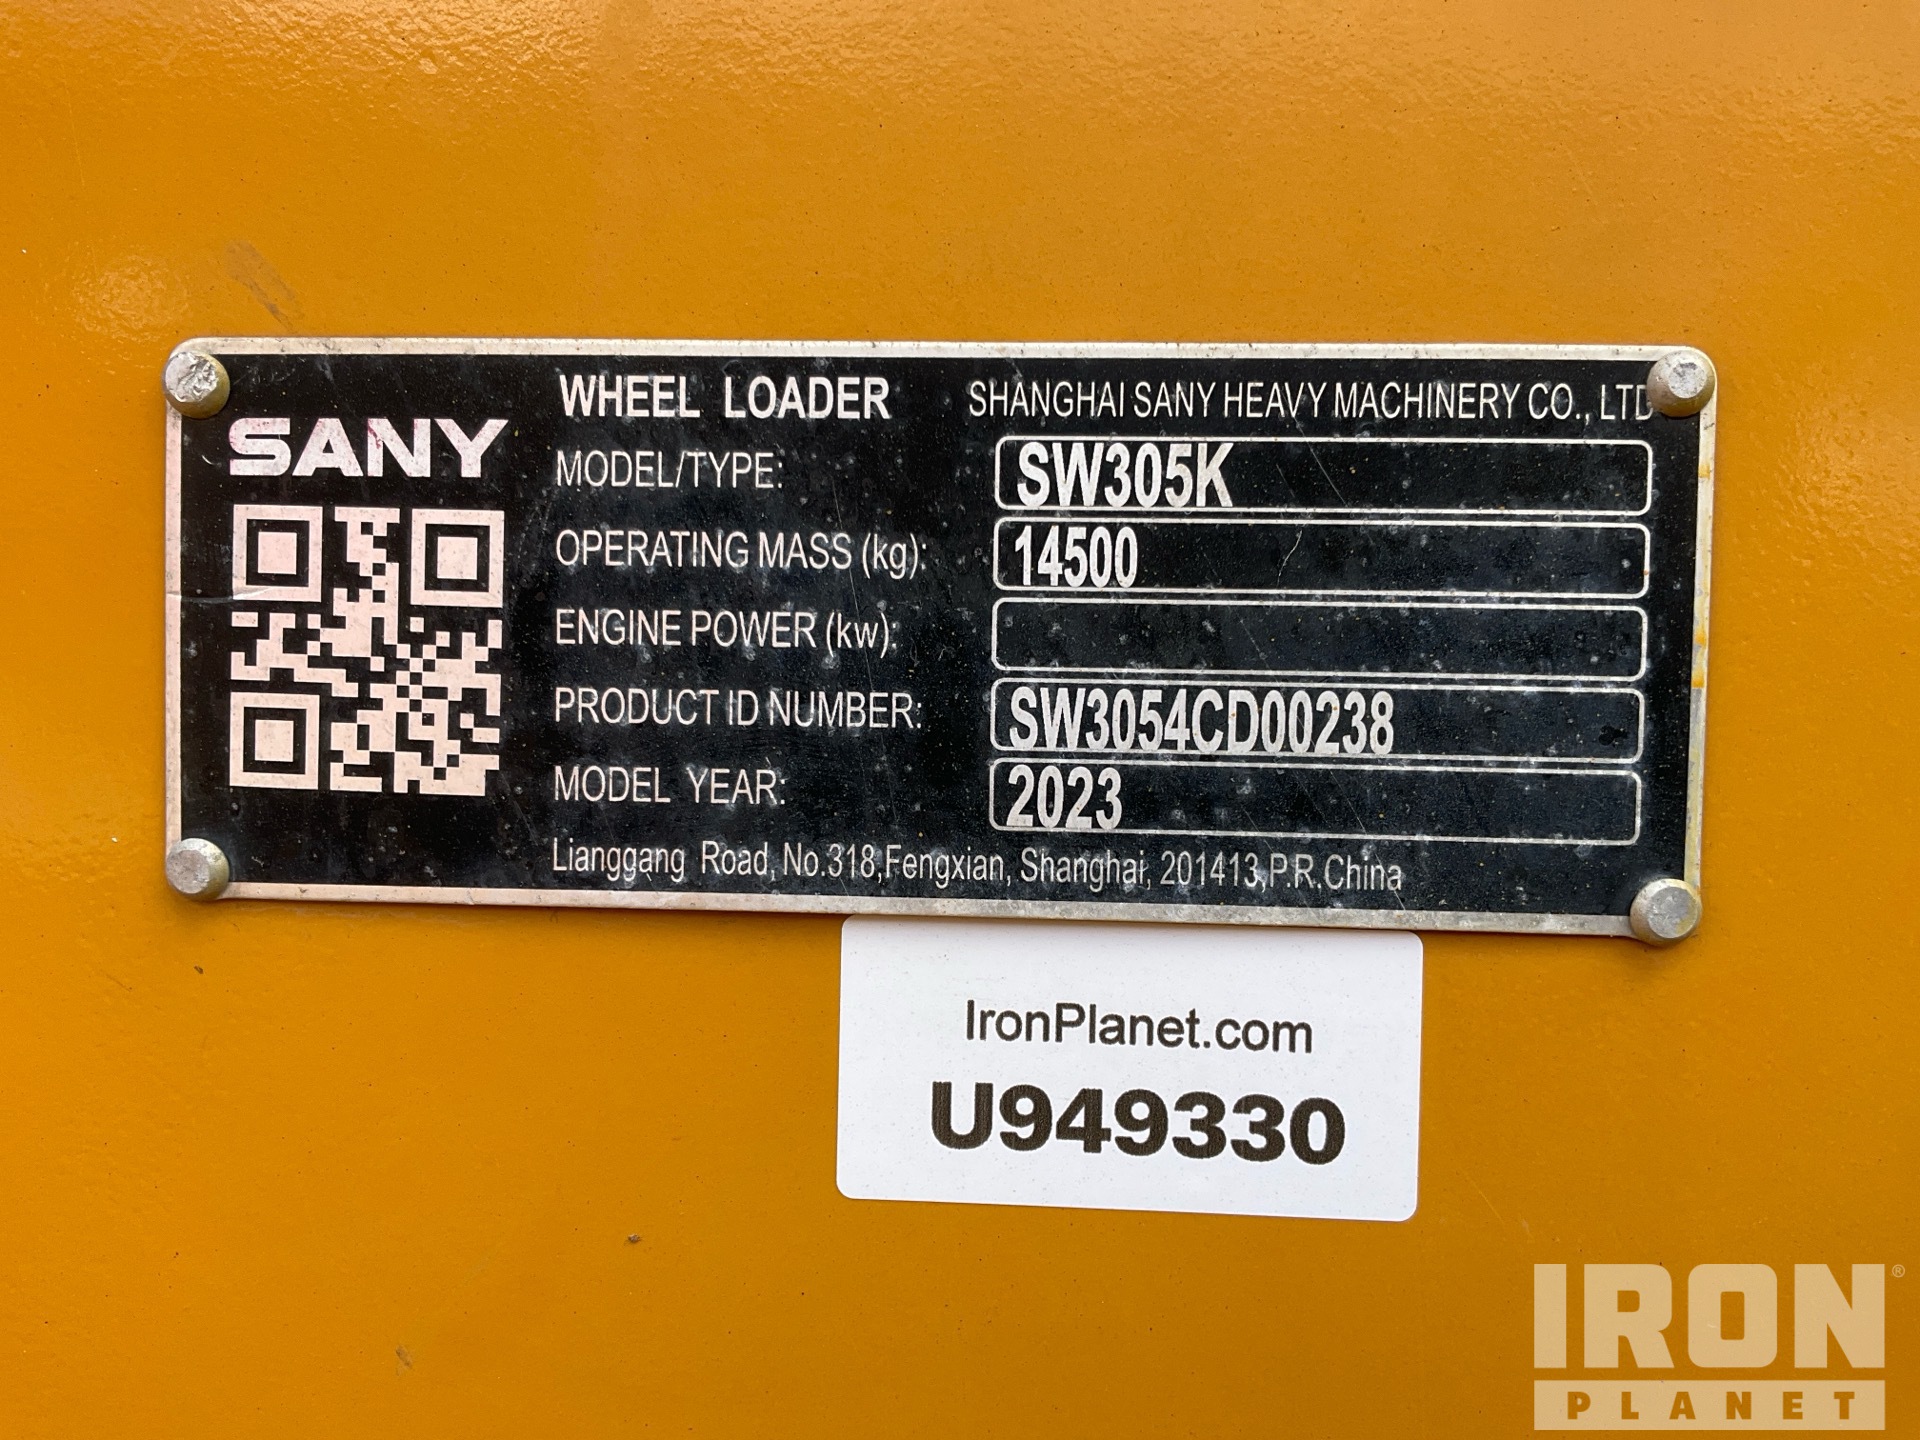 SANY
WHEEL LOADER SHANGHAI SANY HEAVY MACHINERY CO., LTD
MODEL/TYPE: SW305K
OPERATING MASS (kg): 14500
ENGINE POWER (kw):
PRODUCT ID NUMBER: SW3054CD00238
MODEL YEAR: 2023
Lianggang Road, No.318,Fengxian, Shanghai, 201413,P.R.China
IronPlanet.com
U949330
IRON®
PLANET